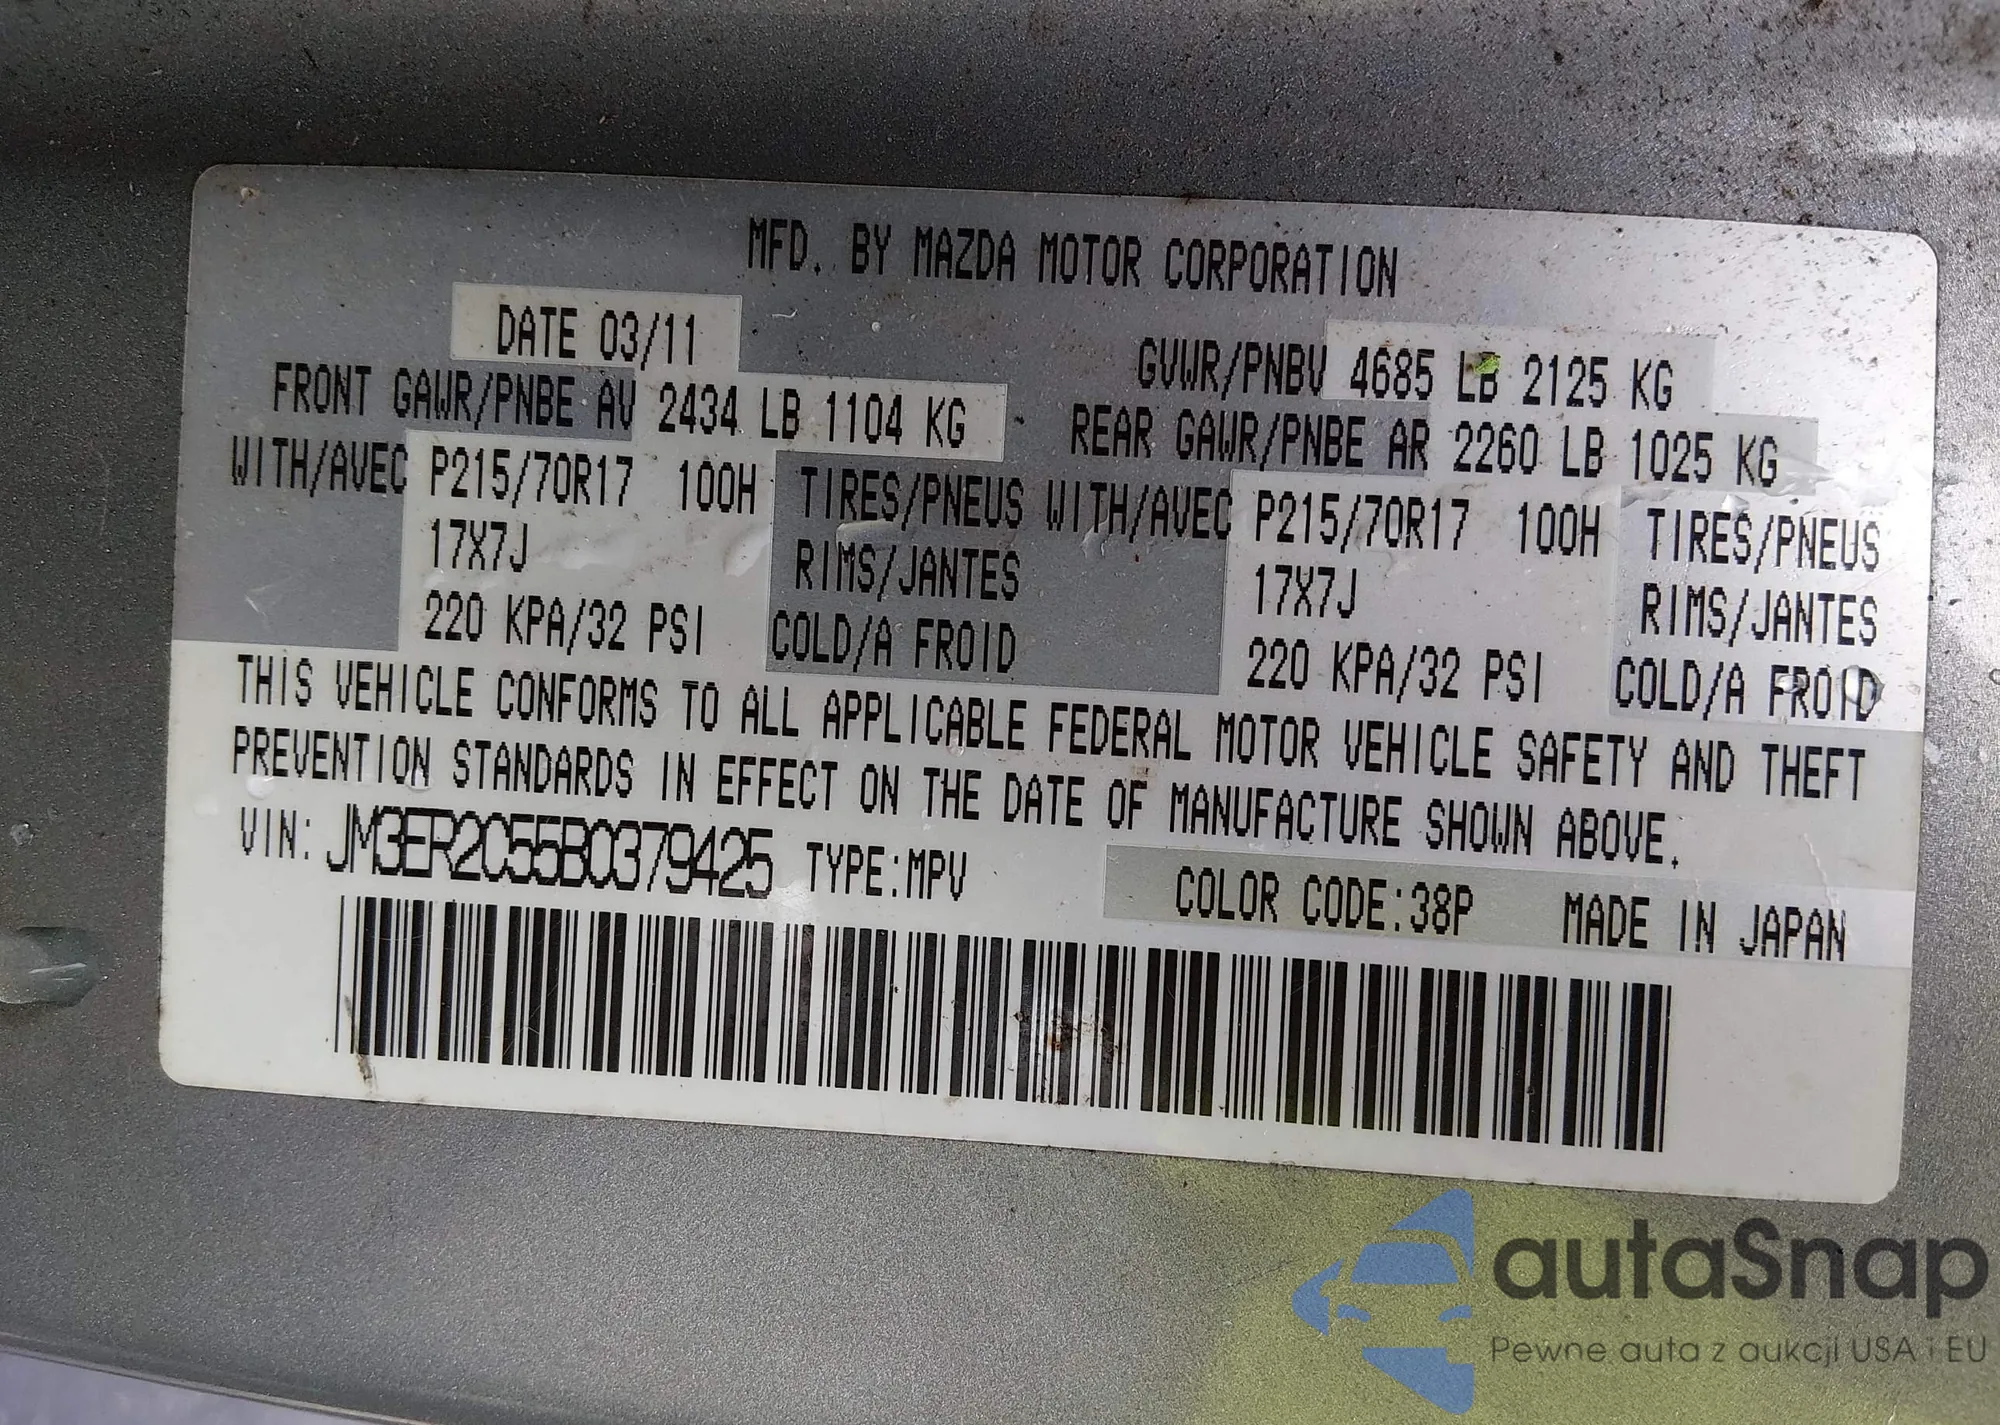 MFD. BY MAZDA MOTOR CORPORATION
DATE 03/11
GVWR/PNBV 4685 LB 2125 KG
FRONT GAWR/PNBE AV 2434 LB 1104 KG
REAR GAWR/PNBE AR 2260 LB 1025 KG
WITH/AVEC P215/70R17 100H TIRES/PNEUS WITH/AVEC P215/70R17 100H TIRES/PNEUS
17X7J RIMS/JANTES 17X7J RIMS/JANTES
220 KPA/32 PSI COLD/A FROID 220 KPA/32 PSI COLD/A FROID
THIS VEHICLE CONFORMS TO ALL APPLICABLE FEDERAL MOTOR VEHICLE SAFETY AND THEFT
PREVENTION STANDARDS IN EFFECT ON THE DATE OF MANUFACTURE SHOWN ABOVE.
VIN: JM3ER2C55B0379425 TYPE:MPV
COLOR CODE:38P MADE IN JAPAN
autaSnap
Pewne auta z aukcji USA i EU